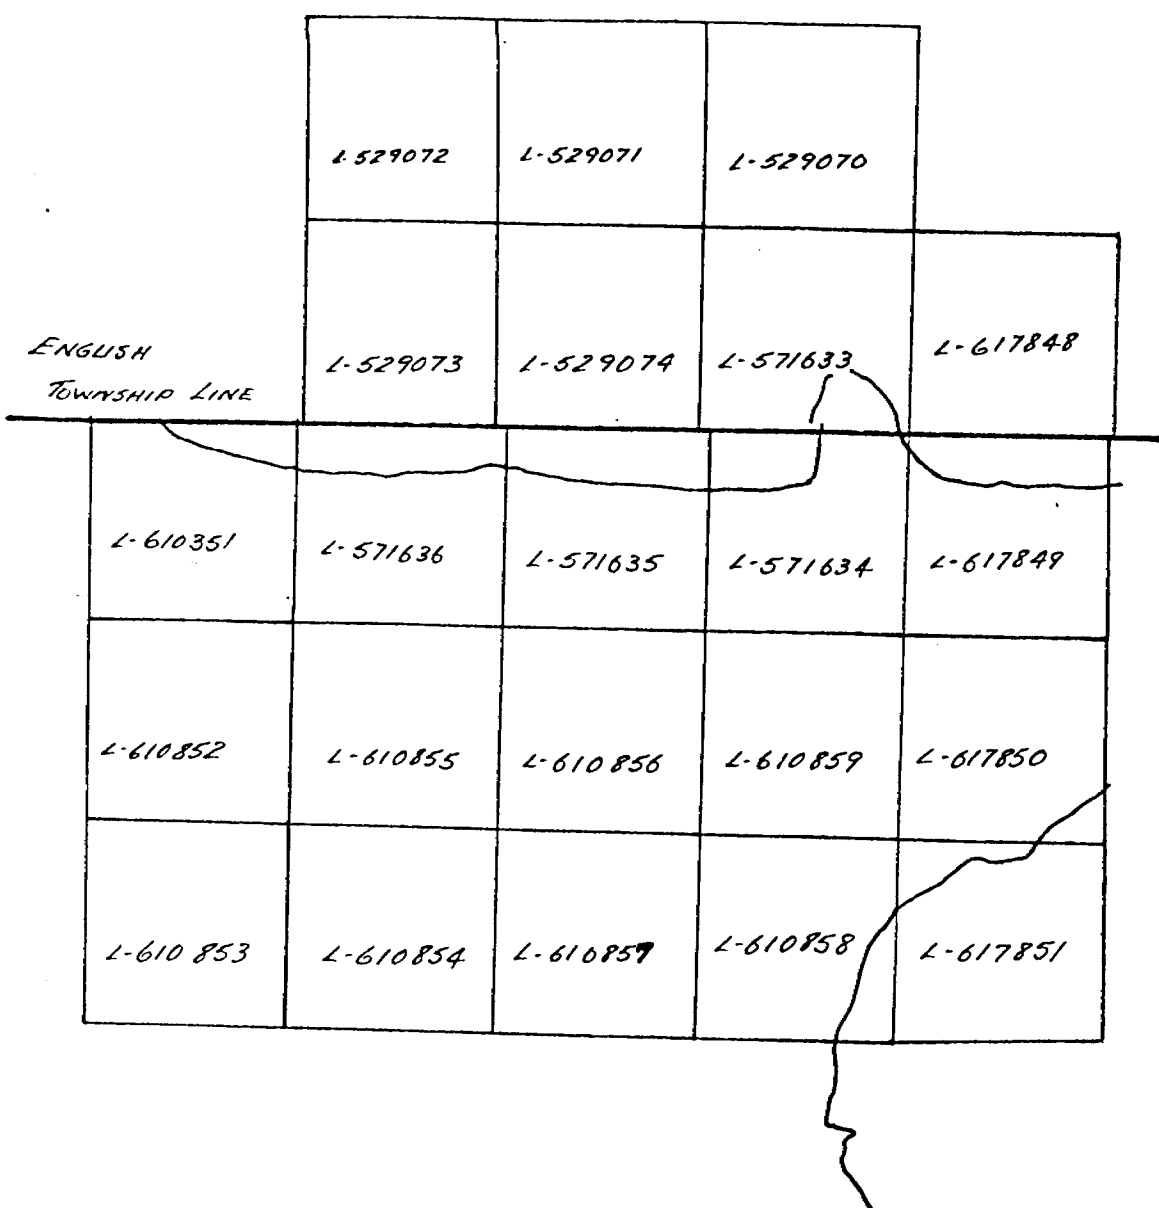 L-529072 L-529071 L-529070
L-529073 L-529074 L-571633 L-617848
ENGLISH
TOWNSHIP LINE
L-610351 L-571636 L-571635 L-571634 L-617849
L-610852 L-610855 L-610856 L-610859 L-617850
L-610853 L-610854 L-610857 L-610858 L-617851